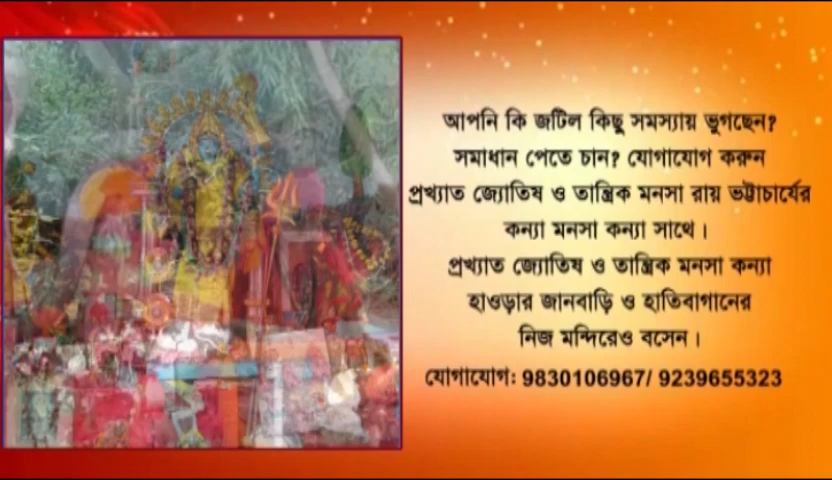 আপনি কি জটিল কিছু সমস্যায় ভুগছেন?
সমাধান পেতে চান? যোগাযোগ করুন
প্রখ্যাত জ্যোতিষ ও তান্ত্রিক মনসা রায় ভট্টাচার্যের
কন্যা মনসা কন্যা সাথে।
প্রখ্যাত জ্যোতিষ ও তান্ত্রিক মনসা কন্যা
হাওড়ার জানবাড়ি ও হাতিবাগানের
নিজ মন্দিরেও বসেন।
যোগাযোগ: 9830106967/ 9239655323